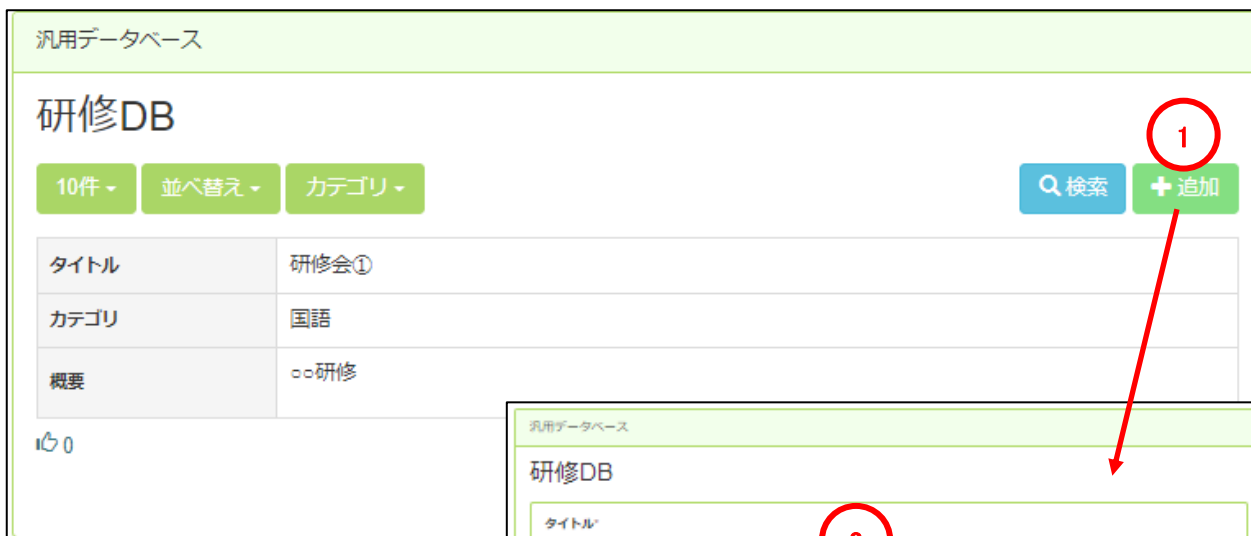 汎用データベース
研修DB
1
10件 並べ替え カテゴリ 検索 追加
タイトル 研修会①
カテゴリ 国語
概要 ○○研修
0
汎用データベース
研修DB
タイトル*